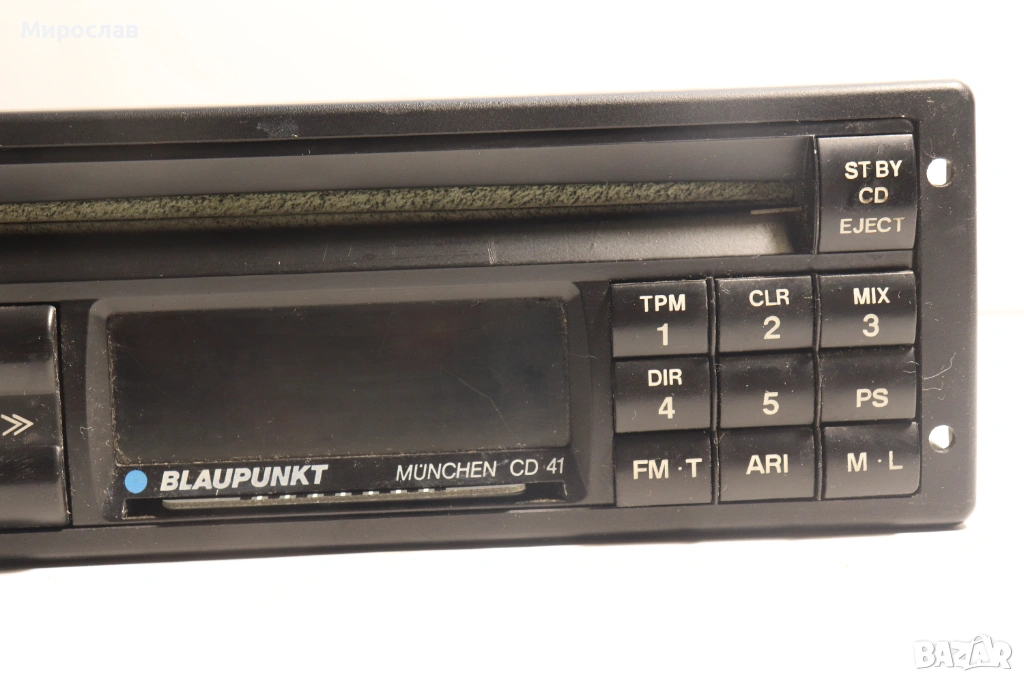 Мирослав
ST BY
CD
EJECT
TPM
1
CLR
2
MIX
3
DIR
4
5
PS
FM·T
ARI
M·L
BLAUPUNKT
MÜNCHEN CD 41
BAZAR